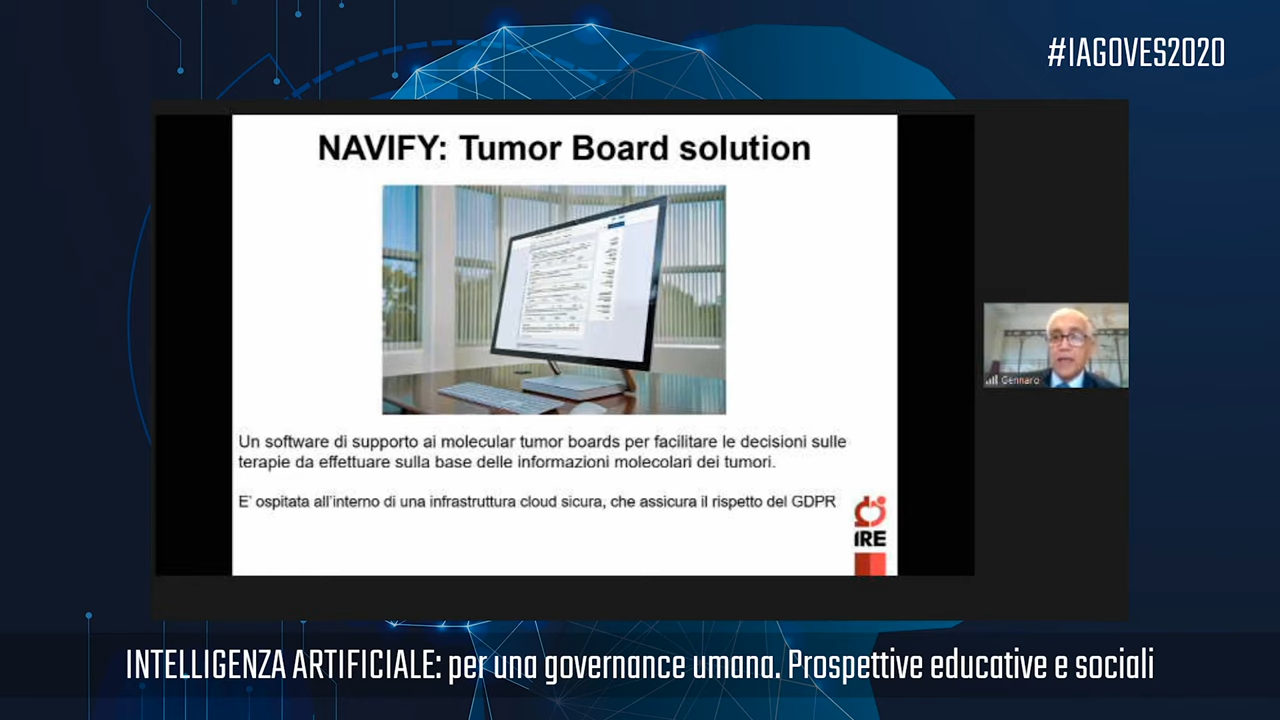 #IAGOVES2020
NAVIFY: Tumor Board solution
Un software di supporto ai molecular tumor boards per facilitare le decisioni sulle
terapie da effettuare sulla base delle informazioni molecolari dei tumori.
E' ospitata all'interno di una infrastruttura cloud sicura, che assicura il rispetto del GDPR
IRE
Gennaro
INTELLIGENZA ARTIFICIALE: per una governance umana. Prospettive educative e sociali